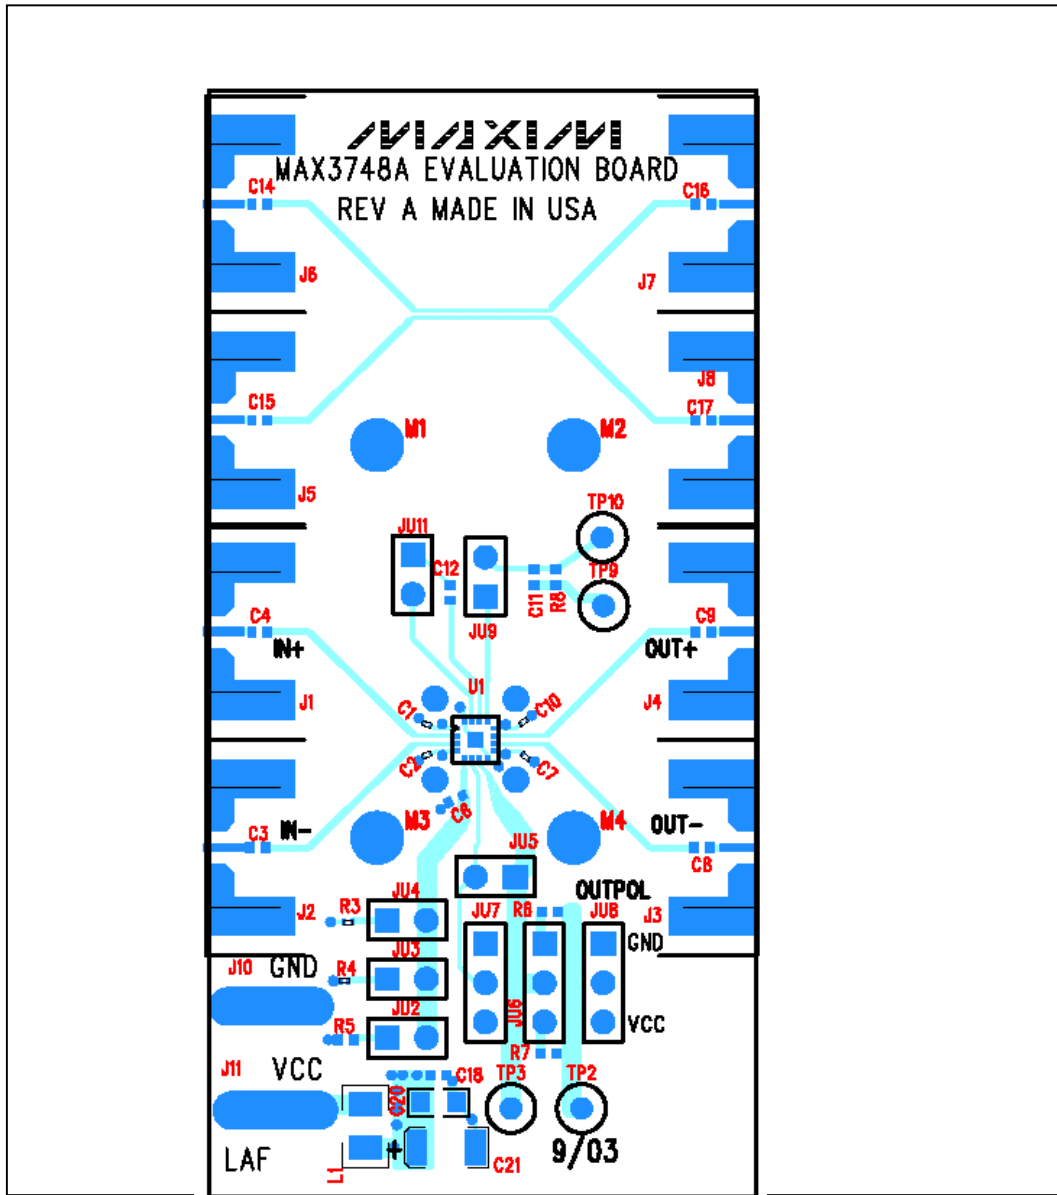 MAXIM
MAX3748A EVALUATION BOARD
REV A MADE IN USA
C14
C16
J6
J7
J8
C15
C17
M1
M2
J5
TP10
JU11
C12
TP9
C11
R8
JU9
C4
C9
IN+
OUT+
U1
J1
J4
C1
C10
C2
C7
C6
M3
M4
IN-
OUT-
C3
C8
JU5
OUTPOL
JU4
R3
J2
JU7
R6
JU8
J3
GND
J10
GND
R4
JU3
JU6
R5
JU2
VCC
R7
J11
VCC
C20
C18
TP3
TP2
LAF
L1
+
C21
9/03